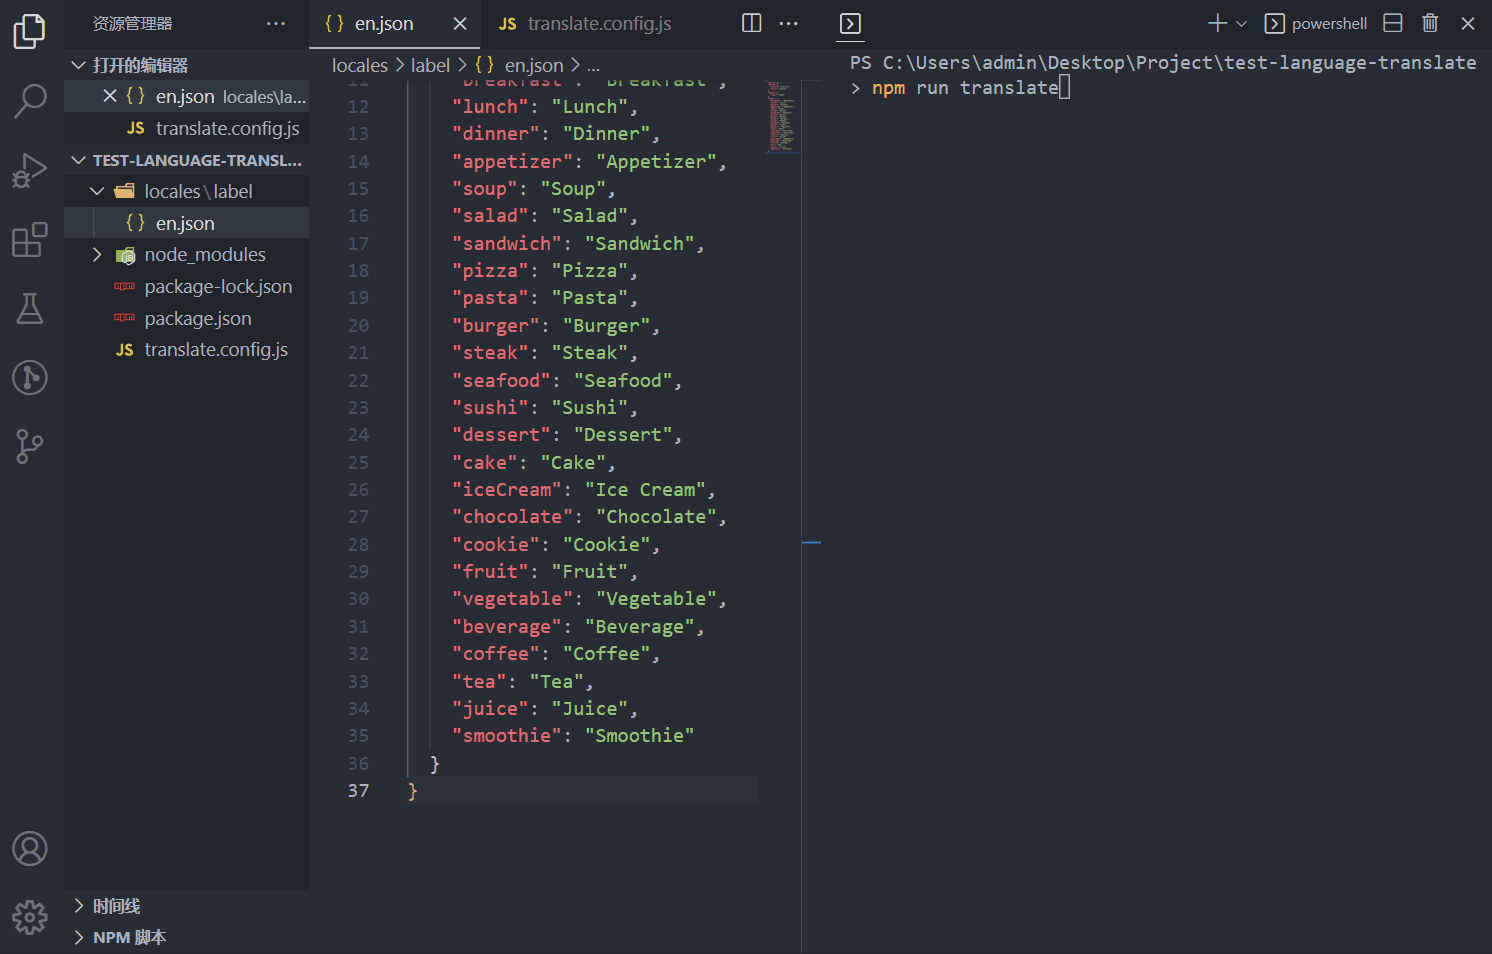 资源管理器
打开的编辑器
en.json locales\la...
translate.config.js
TEST-LANGUAGE-TRANSL...
locales\label
en.json
node_modules
package-lock.json
package.json
JS translate.config.js
时间线
NPM 脚本
{ } en.json
JS translate.config.js
locales > label > { } en.json > ...
11 "breakfast": "Breakfast",
12 "lunch": "Lunch",
13 "dinner": "Dinner",
14 "appetizer": "Appetizer",
15 "soup": "Soup",
16 "salad": "Salad",
17 "sandwich": "Sandwich",
18 "pizza": "Pizza",
19 "pasta": "Pasta",
20 "burger": "Burger",
21 "steak": "Steak",
22 "seafood": "Seafood",
23 "sushi": "Sushi",
24 "dessert": "Dessert",
25 "cake": "Cake",
26 "iceCream": "Ice Cream",
27 "chocolate": "Chocolate",
28 "cookie": "Cookie",
29 "fruit": "Fruit",
30 "vegetable": "Vegetable",
31 "beverage": "Beverage",
32 "coffee": "Coffee",
33 "tea": "Tea",
34 "juice": "Juice",
35 "smoothie": "Smoothie"
36 }
37 }
powershell
PS C:\Users\admin\Desktop\Project\test-language-translate
> npm run translate